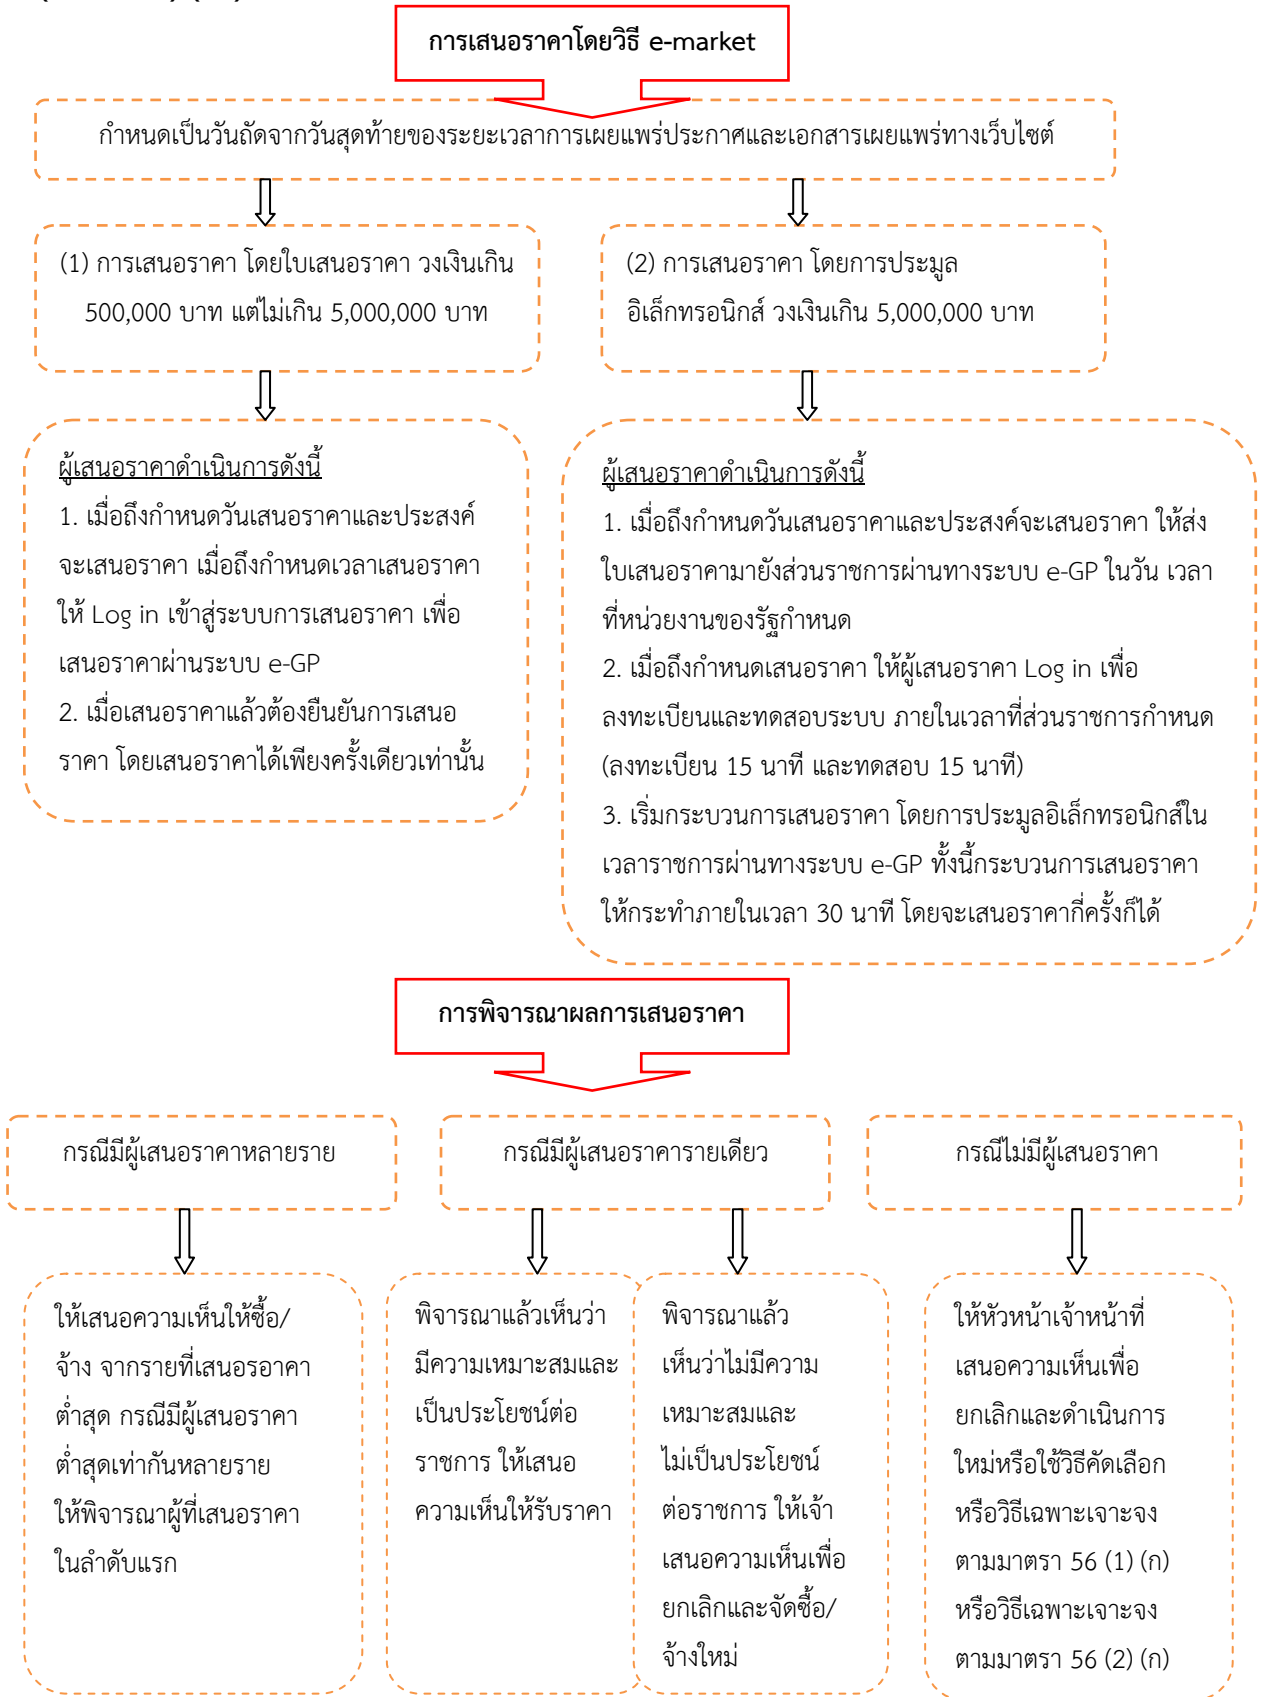 การเสนอราคาโดยวิธี e-market
กำหนดเป็นวันถัดจากวันสุดท้ายของระยะเวลาการเผยแพร่ประกาศและเอกสารเผยแพร่ทางเว็บไซต์
(1) การเสนอราคา โดยใบเสนอราคา วงเงินเกิน
500,000 บาท แต่ไม่เกิน 5,000,000 บาท
(2) การเสนอราคา โดยการประมูล
อิเล็กทรอนิกส์ วงเงินเกิน 5,000,000 บาท
ผู้เสนอราคาดำเนินการดังนี้
1. เมื่อถึงกำหนดวันเสนอราคาและประสงค์
จะเสนอราคา เมื่อถึงกำหนดเวลาเสนอราคา
ให้ Log in เข้าสู่ระบบการเสนอราคา เพื่อ
เสนอราคาผ่านระบบ e-GP
2. เมื่อเสนอราคาแล้วต้องยืนยันการเสนอ
ราคา โดยเสนอราคาได้เพียงครั้งเดียวเท่านั้น
ผู้เสนอราคาดำเนินการดังนี้
1. เมื่อถึงกำหนดวันเสนอราคาและประสงค์จะเสนอราคา ให้ส่ง
ใบเสนอราคามายังส่วนราชการผ่านทางระบบ e-GP ในวัน เวลา
ที่หน่วยงานของรัฐกำหนด
2. เมื่อถึงกำหนดเสนอราคา ให้ผู้เสนอราคา Log in เพื่อ
ลงทะเบียนและทดสอบระบบ ภายในเวลาที่ส่วนราชการกำหนด
(ลงทะเบียน 15 นาที และทดสอบ 15 นาที)
3. เริ่มกระบวนการเสนอราคา โดยการประมูลอิเล็กทรอนิกส์ใน
เวลาราชการผ่านทางระบบ e-GP ทั้งนี้กระบวนการเสนอราคา
ให้กระทำภายในเวลา 30 นาที โดยจะเสนอราคากี่ครั้งก็ได้
การพิจารณาผลการเสนอราคา
กรณีมีผู้เสนอราคาหลายราย
กรณีมีผู้เสนอราคารายเดียว
กรณีไม่มีผู้เสนอราคา
ให้เสนอความเห็นให้ซื้อ/
จ้าง จากรายที่เสนอรอาคา
ต่ำสุด กรณีมีผู้เสนอราคา
ต่ำสุดเท่ากันหลายราย
ให้พิจารณาผู้ที่เสนอราคา
ในลำดับแรก
พิจารณาแล้วเห็นว่า
มีความเหมาะสมและ
เป็นประโยชน์ต่อ
ราชการ ให้เสนอ
ความเห็นให้รับราคา
พิจารณาแล้ว
เห็นว่าไม่มีความ
เหมาะสมและ
ไม่เป็นประโยชน์
ต่อราชการ ให้เจ้า
เสนอความเห็นเพื่อ
ยกเลิกและจัดซื้อ/
จ้างใหม่
ให้หัวหน้าเจ้าหน้าที่
เสนอความเห็นเพื่อ
ยกเลิกและดำเนินการ
ใหม่หรือใช้วิธีคัดเลือก
หรือวิธีเฉพาะเจาะจง
ตามมาตรา 56 (1) (ก)
หรือวิธีเฉพาะเจาะจง
ตามมาตรา 56 (2) (ก)